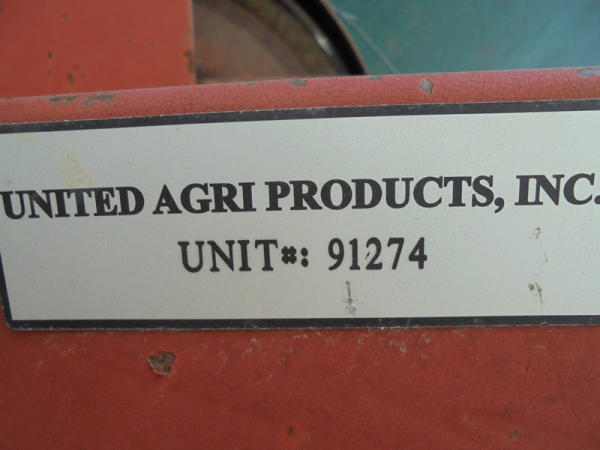 UNITED AGRI PRODUCTS, INC.
UNIT#: 91274